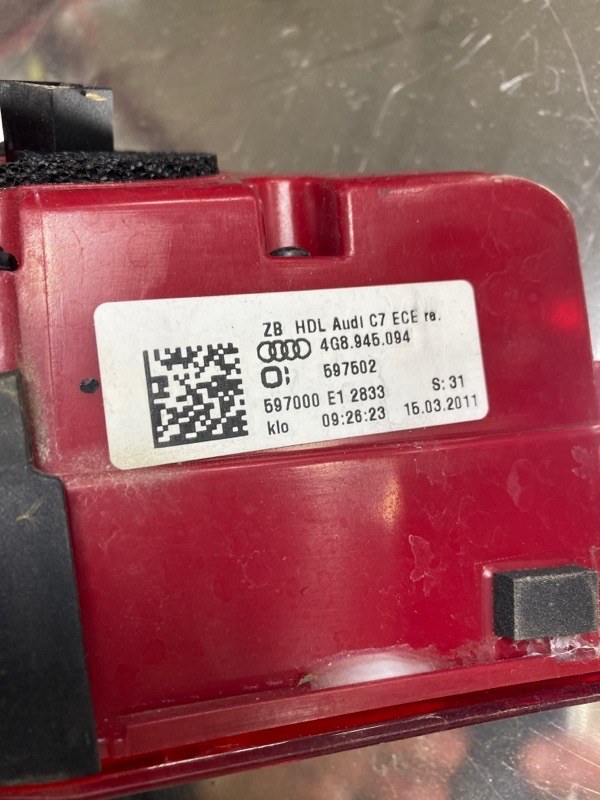 ZB HDL Audi C7 ECE re.
4G8.945.094
597502
597000 E1 2833 S: 31
klo 09:26:23 15.03.2011